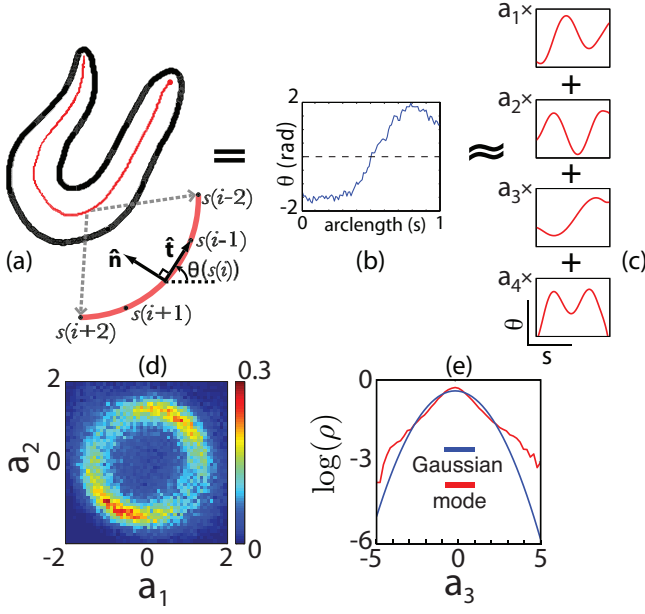 (a)
s(i-2)
s(i-1)
n̂
t̂
θ(s(i))
s(i+1)
s(i+2)
=
2
θ (rad)
-2
0
arclength (s)
1
(b)
≈
a1×
+
a2×
+
a3×
+
a4×
θ
s
(c)
(d)
2
a2
0
-2
0
2
a1
0.3
0
(e)
0
log(ρ)
-3
-6
Gaussian
mode
-5
0
5
a3